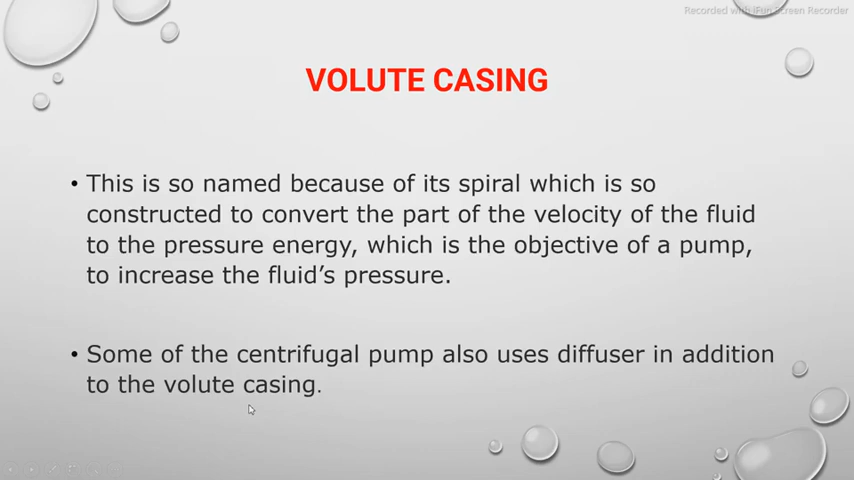 Recorded with iFun Screen Recorder
VOLUTE CASING
• This is so named because of its spiral which is so
constructed to convert the part of the velocity of the fluid
to the pressure energy, which is the objective of a pump,
to increase the fluid’s pressure.
• Some of the centrifugal pump also uses diffuser in addition
to the volute casing.